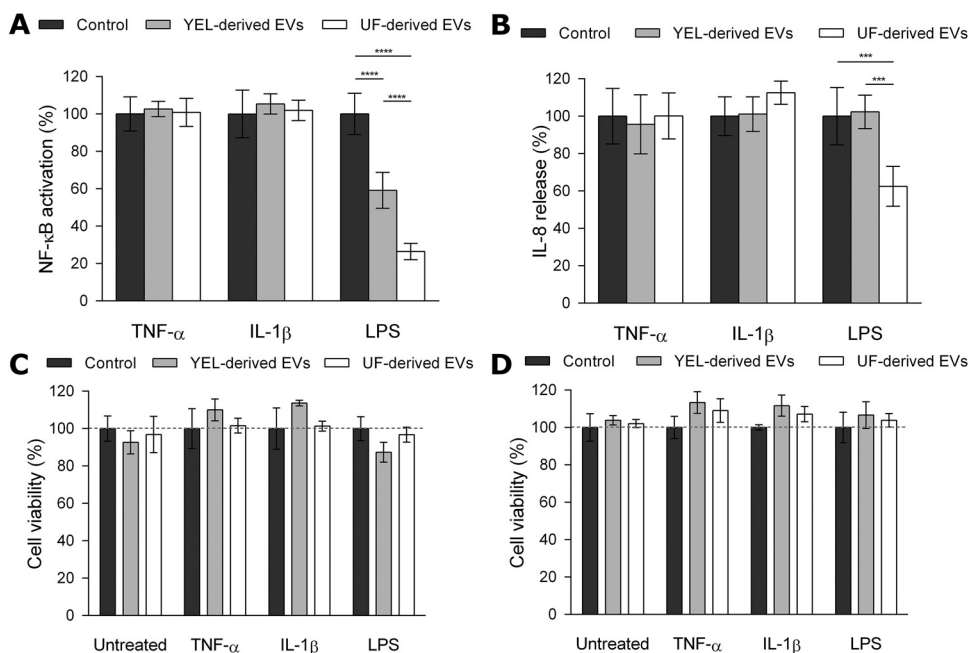 A
Control YEL-derived EVs UF-derived EVs
NF-κB activation (%)
120
100
80
60
40
20
0
****
****
****
TNF-α IL-1β LPS
B
Control YEL-derived EVs UF-derived EVs
IL-8 release (%)
120
100
80
60
40
20
0
***
***
TNF-α IL-1β LPS
C
Control YEL-derived EVs UF-derived EVs
Cell viability (%)
120
100
80
60
40
20
0
Untreated TNF-α IL-1β LPS
D
Control YEL-derived EVs UF-derived EVs
Cell viability (%)
120
100
80
60
40
20
0
Untreated TNF-α IL-1β LPS